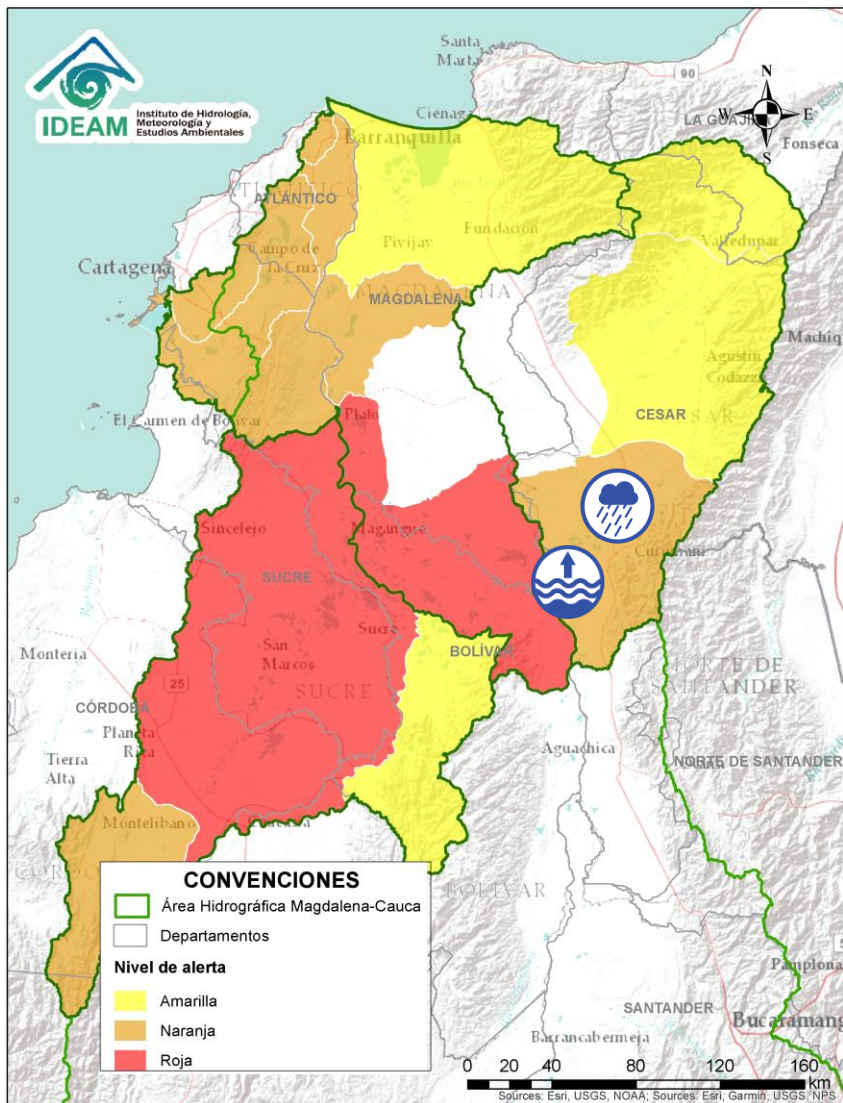 IDEAM
Instituto de Hidrología,
Meteorología y
Estudios Ambientales
Santa
Marta
90
N
W
E
S
LA GUAJI
Ciénaga
Barranquilla
Fonseca
ATLÁNTICO
Pivijay
Fundación
Valledupar
Cartagena
Campo de
la Cruz
MAGDALENA
Machiq
Agustín
Codazzi
El Carmen de Bolívar
Plato
CESAR
Sincelejo
Magangué
SUCRE
Sucre
San
Marcos
SUCRE
BOLÍVAR
Montería
25
CÓRDOBA
Planeta
Rica
Tierra
Alta
Aguachica
NORTE DE
SANTANDER
NORTE DE SANTANDER
Montelíbano
BOLÍVAR
CONVENCIONES
Área Hidrográfica Magdalena-Cauca
Departamentos
Nivel de alerta
Amarilla
Naranja
Roja
Pamplona
SANTANDER
Bucaramang
Barrancabermeja
0 20 40 80 120 160
km
Sources: Esri, USGS, NOAA; Sources: Esri, Garmin, USGS, NPS